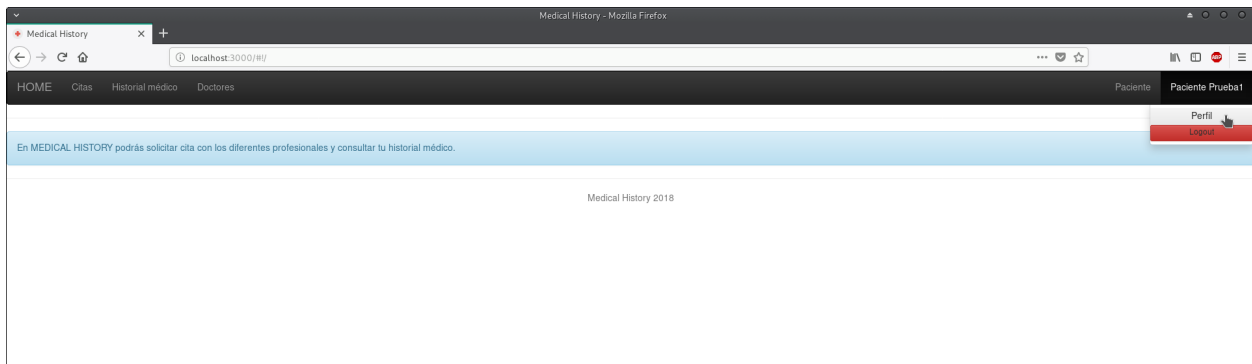 Medical History - Mozilla Firefox
Medical History
localhost:3000/#!/
ABP
HOME Citas Historial médico Doctores Paciente Paciente Prueba1
Perfil
Logout
En MEDICAL HISTORY podrás solicitar cita con los diferentes profesionales y consultar tu historial médico.
Medical History 2018